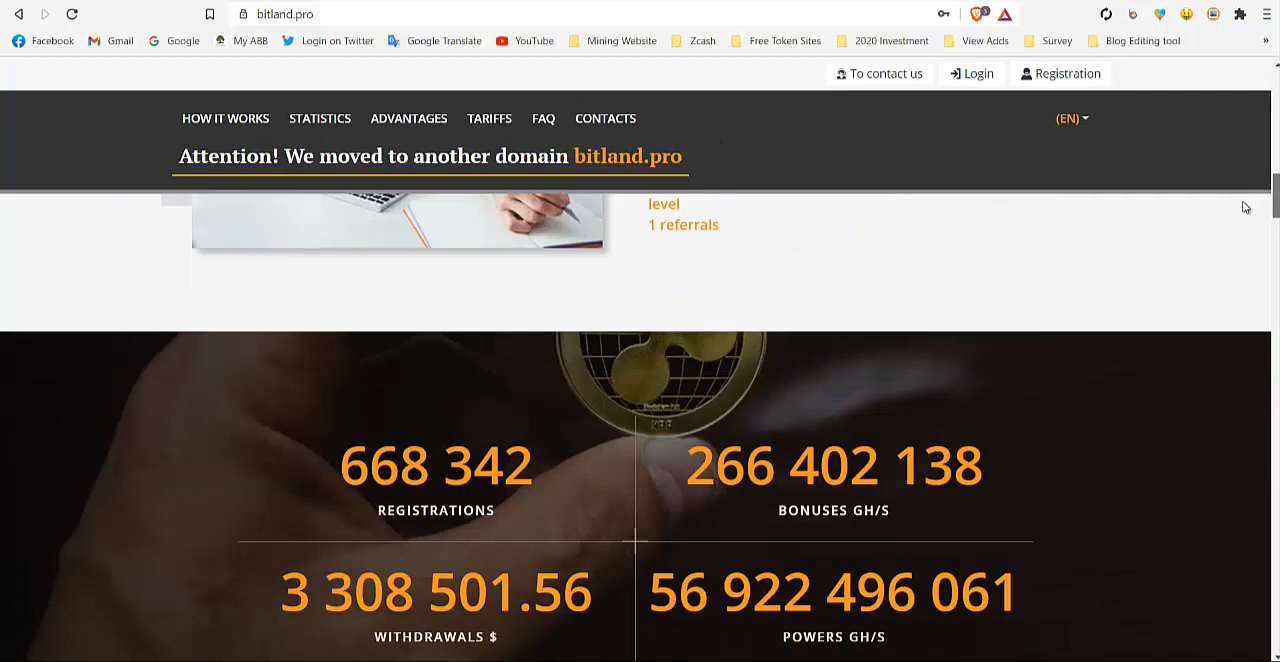 bitland.pro
3
Facebook Gmail Google My ABB Login on Twitter Google Translate YouTube Mining Website Zcash Free Token Sites 2020 Investment View Adds Survey Blog Editing tool »
To contact us Login Registration
HOW IT WORKS STATISTICS ADVANTAGES TARIFFS FAQ CONTACTS (EN)
Attention! We moved to another domain bitland.pro
level
1 referrals
668 342 266 402 138
REGISTRATIONS BONUSES GH/S
3 308 501.56 56 922 496 061
WITHDRAWALS $ POWERS GH/S